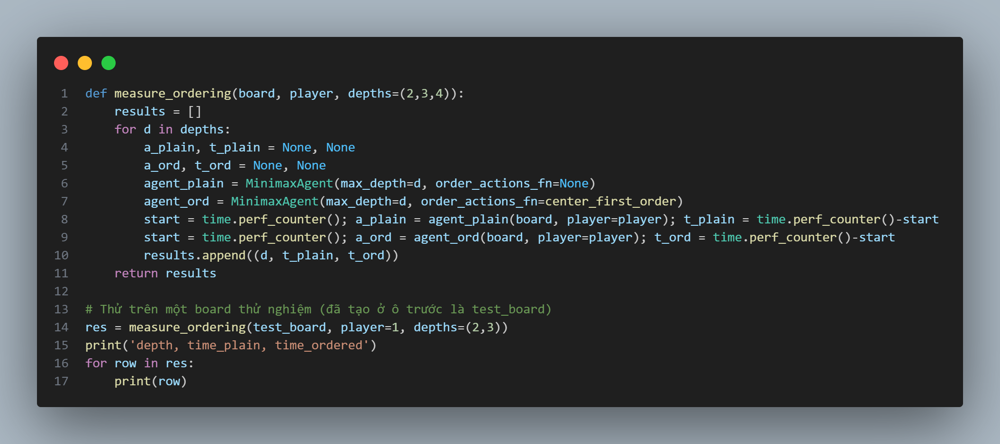 1 def measure_ordering(board, player, depths=(2,3,4)):
2     results = []
3     for d in depths:
4         a_plain, t_plain = None, None
5         a_ord, t_ord = None, None
6         agent_plain = MinimaxAgent(max_depth=d, order_actions_fn=None)
7         agent_ord = MinimaxAgent(max_depth=d, order_actions_fn=center_first_order)
8         start = time.perf_counter(); a_plain = agent_plain(board, player=player); t_plain = time.perf_counter()-start
9         start = time.perf_counter(); a_ord = agent_ord(board, player=player); t_ord = time.perf_counter()-start
10         results.append((d, t_plain, t_ord))
11     return results
12
13 # Thử trên một board thử nghiệm (đã tạo ở ô trước là test_board)
14 res = measure_ordering(test_board, player=1, depths=(2,3))
15 print('depth, time_plain, time_ordered')
16 for row in res:
17     print(row)